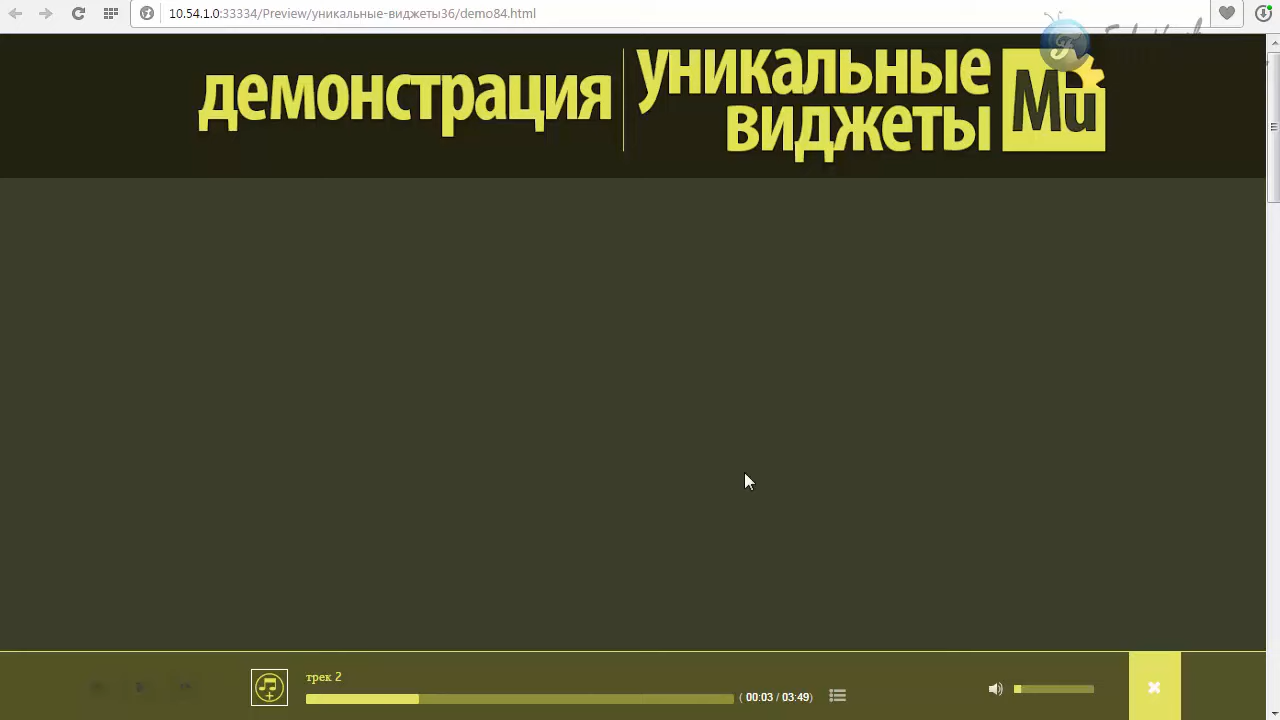 10.54.1.0:33334/Preview/уникальные-виджеты36/demo84.html
демонстрация
уникальные
виджеты
Mu
трек 2
( 00:03 / 03:49)